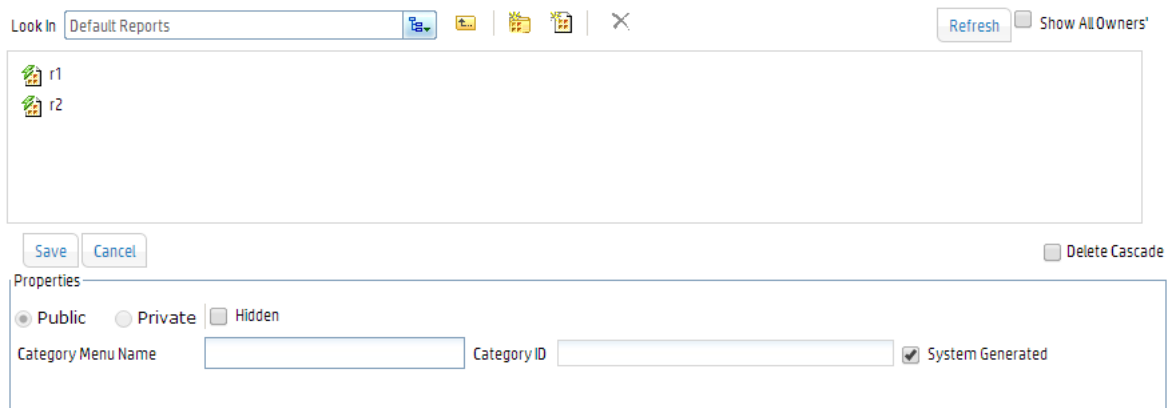 Look In Default Reports Refresh Show All Owners'
r1
r2
Save Cancel Delete Cascade
Properties
Public Private Hidden
Category Menu Name Category ID System Generated